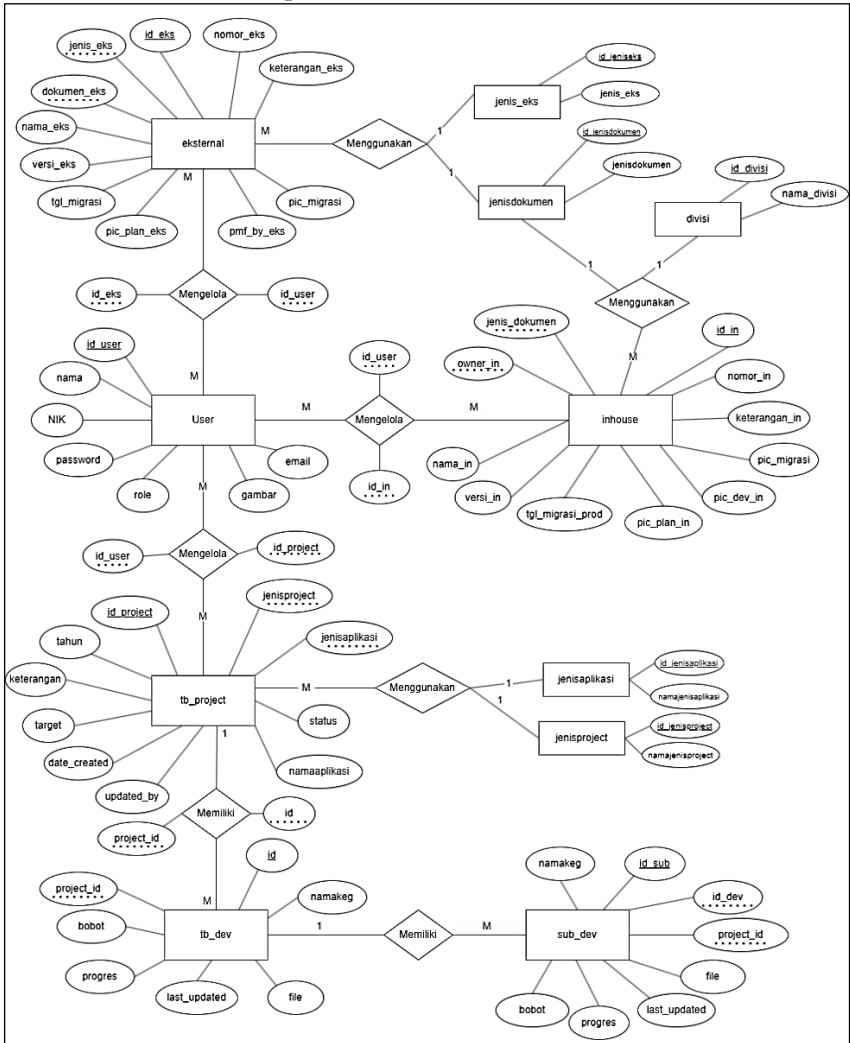 id_eks
nomor_eks
jenis_eks
keterangan_eks
dokumen_eks
nama_eks
versi_eks
tgl_migrasi
pic_plan_eks
pmf_by_eks
pic_migrasi
eksternal
M
M
Menggunakan
1
1
jenis_eks
id_jeniseks
jenis_eks
jenisdokumen
id_jenisdokumen
jenisdokumen
divisi
id_divisi
nama_divisi
1
1
Menggunakan
M
id_eks
Mengelola
id_user
M
id_user
nama
NIK
password
role
gambar
email
User
M
id_user
Mengelola
id_in
M
M
jenis_dokumen
owner_in
id_in
nomor_in
keterangan_in
pic_migrasi
pic_dev_in
pic_plan_in
tgl_migrasi_prod
versi_in
nama_in
inhouse
id_user
Mengelola
id_project
M
id_project
jenisproject
jenisaplikasi
tahun
keterangan
target
date_created
updated_by
namaaplikasi
status
tb_project
M
Menggunakan
1
1
jenisaplikasi
id_jenisaplikasi
namajenisaplikasi
jenisproject
id_jenisproject
namajenisproject
1
Memiliki
project_id
id
M
id
project_id
namakeg
bobot
progres
last_updated
file
tb_dev
1
Memiliki
M
sub_dev
namakeg
id_sub
id_dev
project_id
file
last_updated
progres
bobot